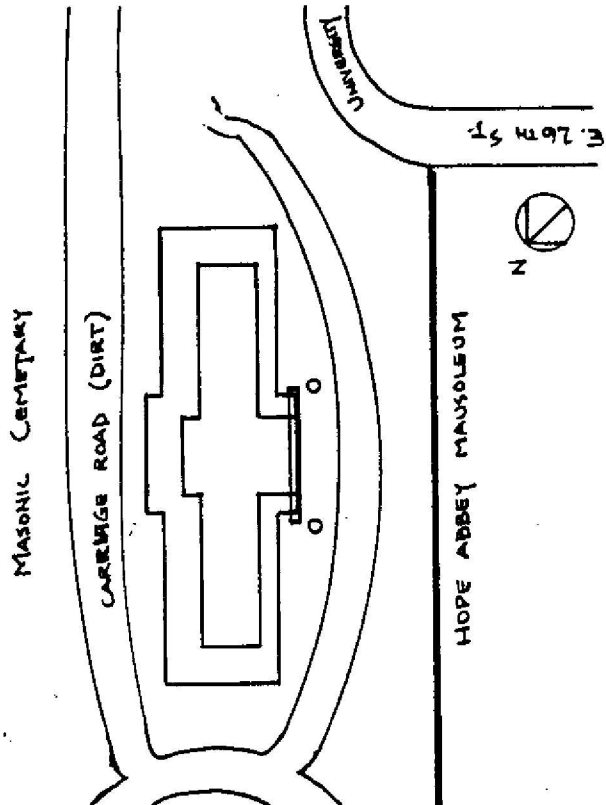 MASONIC CEMETARY
CARRIAGE ROAD (DIRT)
UNIVERSITY
E. 26TH ST.
N
HOPE ABBEY MAUSOLEUM